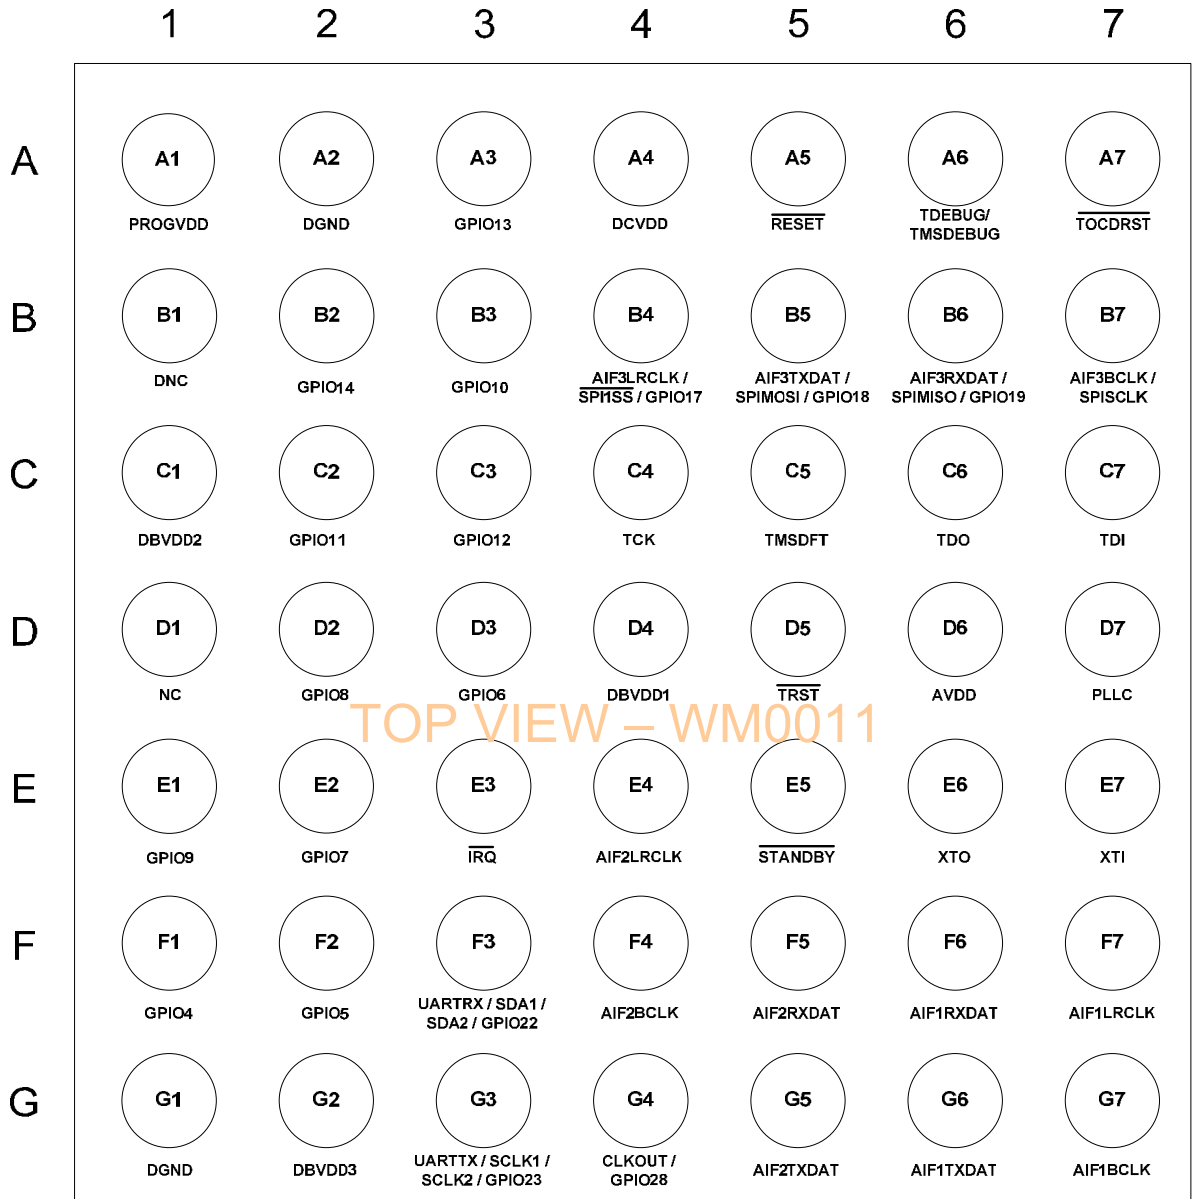 1 2 3 4 5 6 7
A
A1 A2 A3 A4 A5 A6 A7
PROGVDD DGND GPIO13 DCVDD RESET TDEBUG/ TOCDRST
TMSDEBUG
B
B1 B2 B3 B4 B5 B6 B7
DNC GPIO14 GPIO10 AIF3LRCLK / AIF3TXDAT / AIF3RXDAT / AIF3BCLK /
SPI1SS / GPIO17 SPIMOSI / GPIO18 SPIMISO / GPIO19 SPISCLK
C
C1 C2 C3 C4 C5 C6 C7
DBVDD2 GPIO11 GPIO12 TCK TMSDFT TDO TDI
D
D1 D2 D3 D4 D5 D6 D7
NC GPIO8 GPIO6 DBVDD1 TRST AVDD PLLC
TOP VIEW – WM0011
E
E1 E2 E3 E4 E5 E6 E7
GPIO9 GPIO7 IRQ AIF2LRCLK STANDBY XTO XTI
F
F1 F2 F3 F4 F5 F6 F7
GPIO4 GPIO5 UARTRX / SDA1 / AIF2BCLK AIF2RXDAT AIF1RXDAT AIF1LRCLK
SDA2 / GPIO22
G
G1 G2 G3 G4 G5 G6 G7
DGND DBVDD3 UARTTX / SCLK1 / CLKOUT / AIF2TXDAT AIF1TXDAT AIF1BCLK
SCLK2 / GPIO23 GPIO28